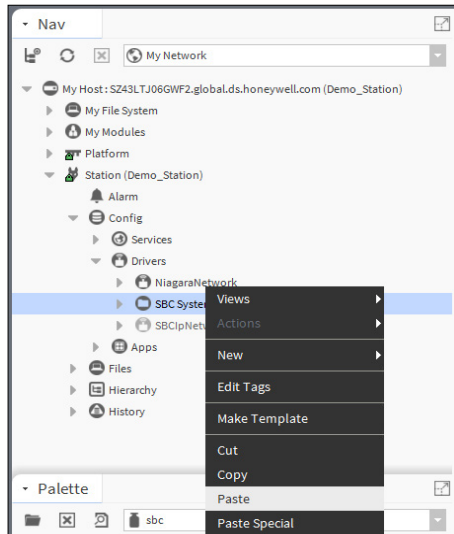 Nav
My Network
My Host : SZ43LTJ06GWF2.global.ds.honeywell.com (Demo_Station)
My File System
My Modules
Platform
Station (Demo_Station)
Alarm
Config
Services
Drivers
NiagaraNetwork
SBC Syste
SBCIpNetw
Apps
Files
Hierarchy
History
Views
Actions
New
Edit Tags
Make Template
Cut
Copy
Paste
Paste Special
Palette
sbc